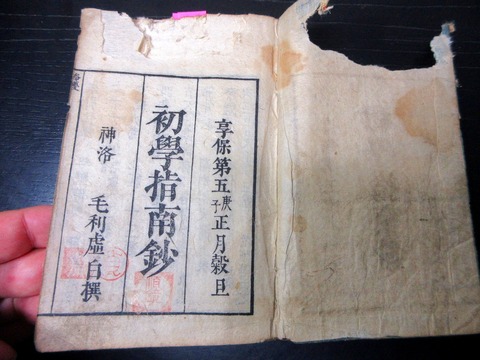 享保第五庚子正月穀旦
初學指南鈔
神洛 毛利虛白撰